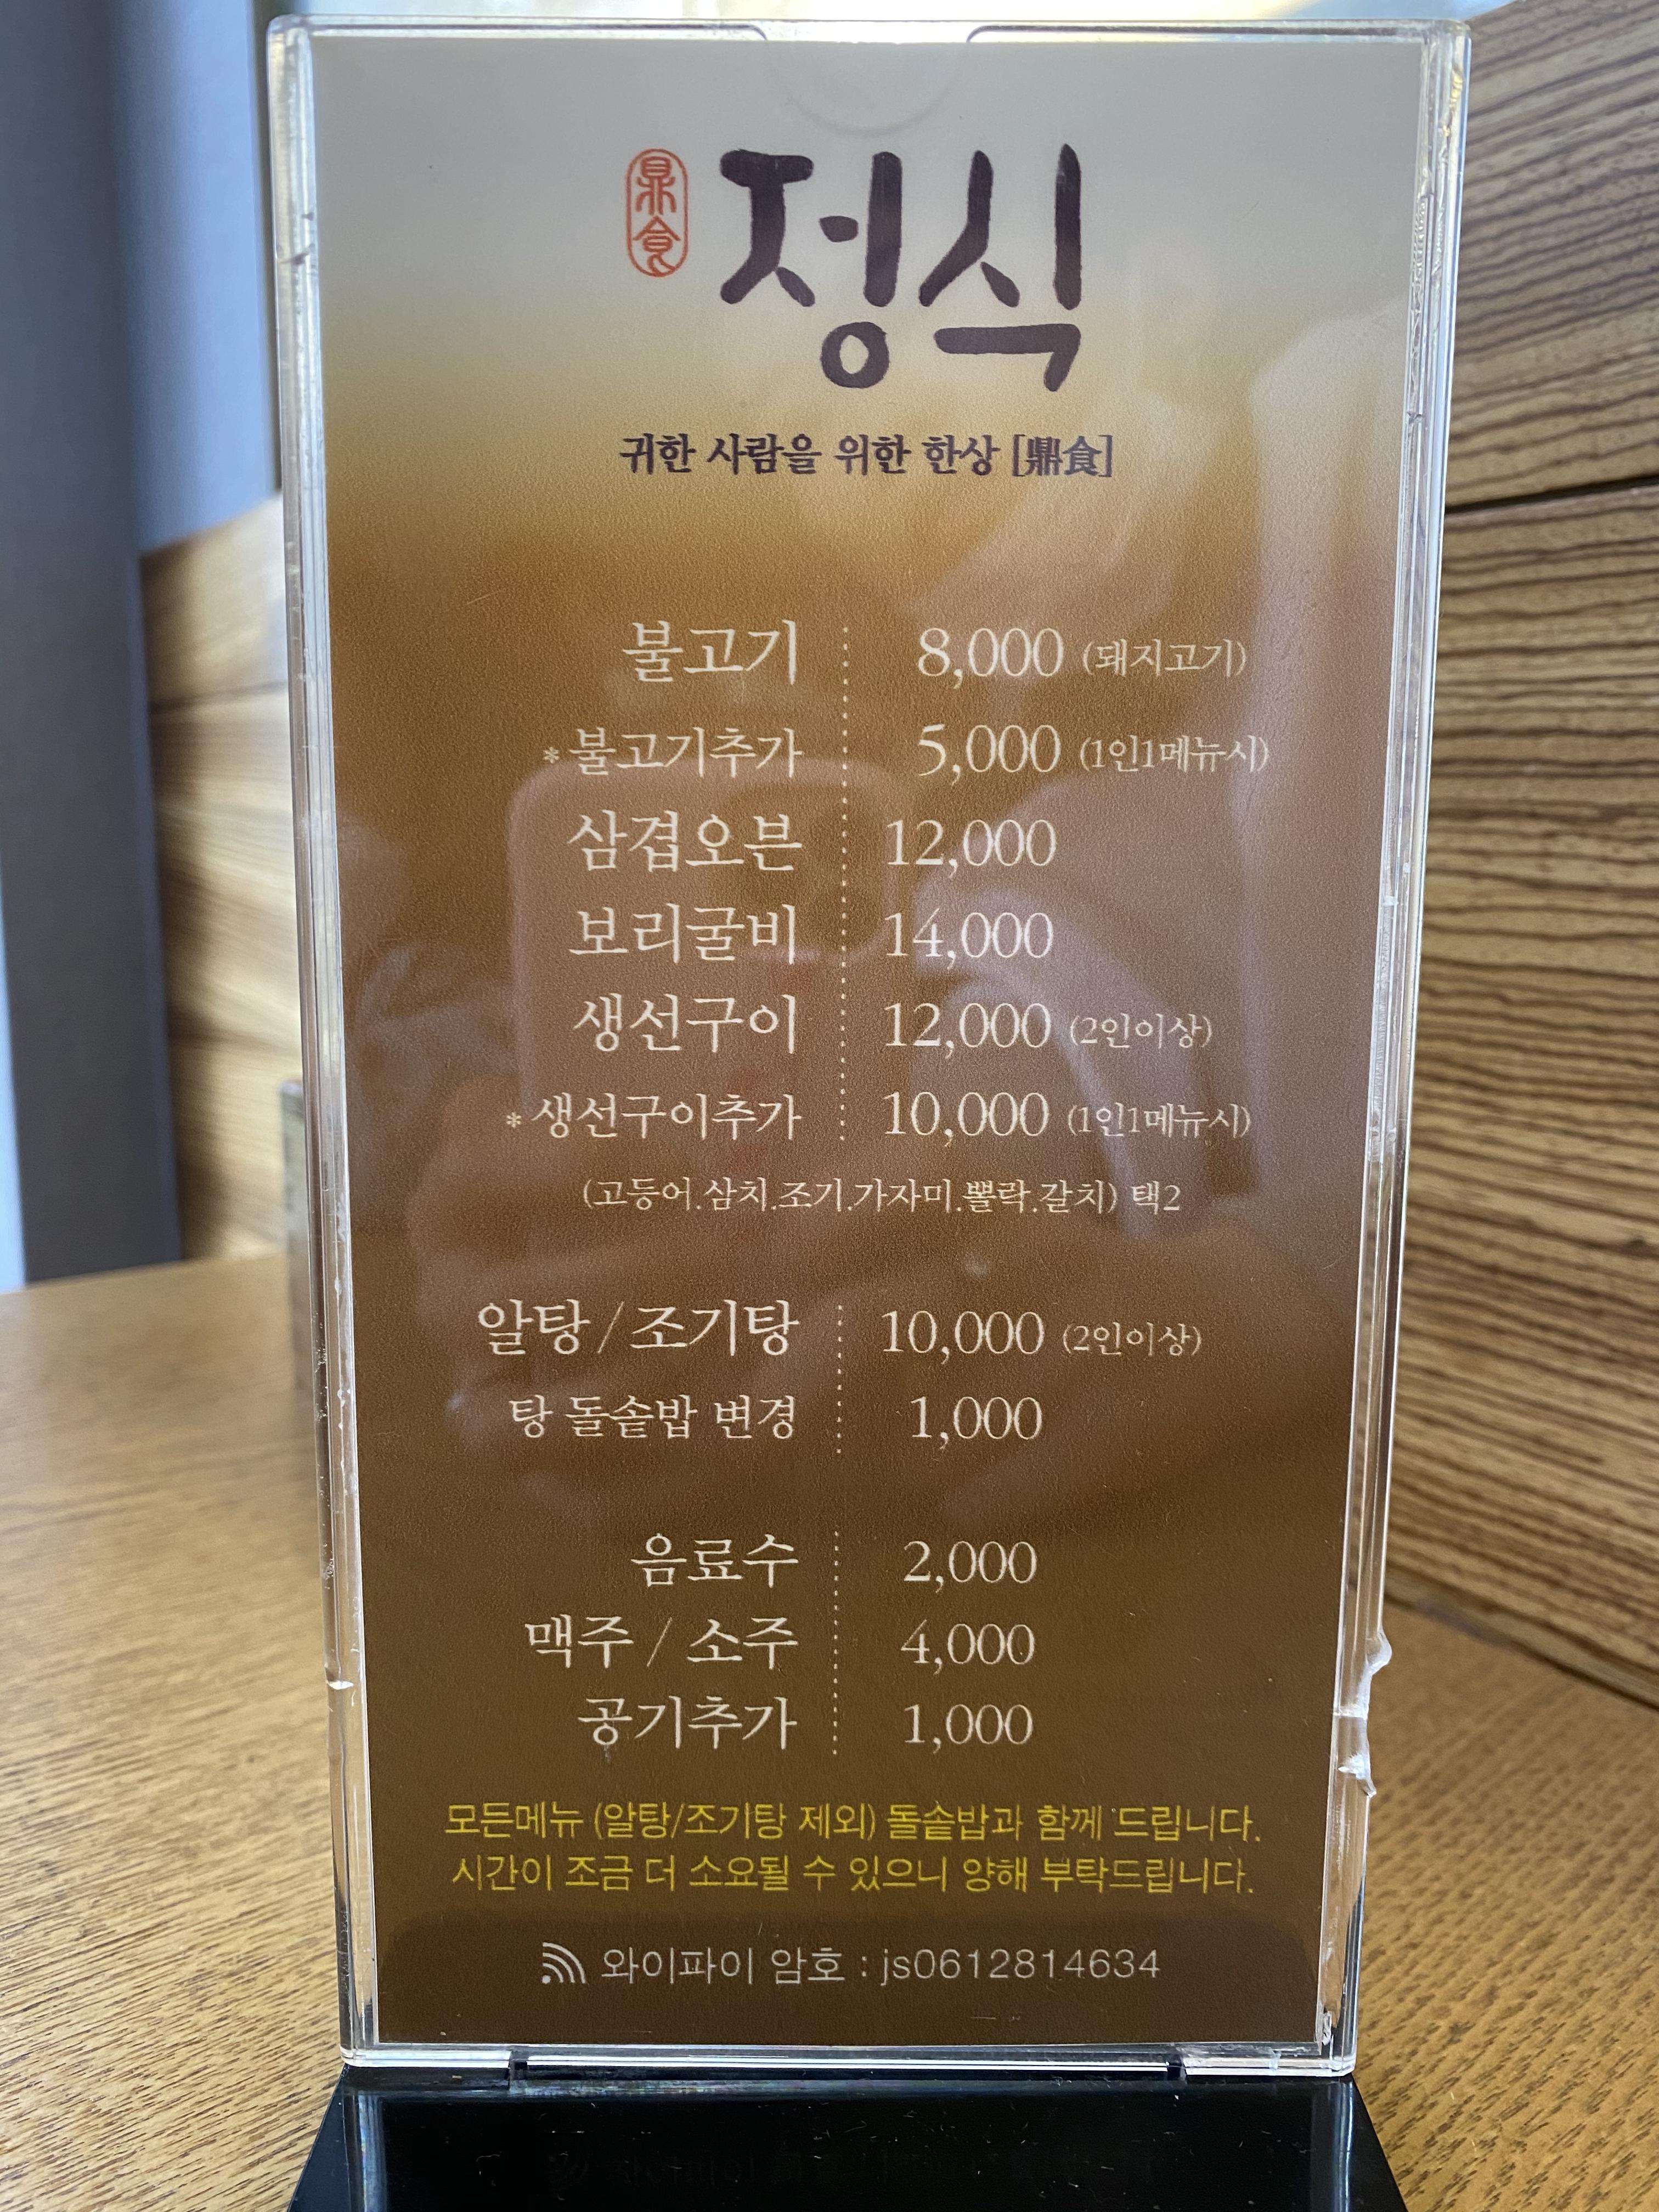 鼎食 정식
귀한 사람을 위한 한상 [鼎食]
불고기 8,000 (돼지고기)
*불고기추가 5,000 (1인1메뉴시)
삼겹오븐 12,000
보리굴비 14,000
생선구이 12,000 (2인이상)
*생선구이추가 10,000 (1인1메뉴시)
(고등어.삼치.조기.가자미.뽈락.갈치) 택2
알탕 / 조기탕 10,000 (2인이상)
탕 돌솥밥 변경 1,000
음료수 2,000
맥주 / 소주 4,000
공기추가 1,000
모든메뉴 (알탕/조기탕 제외) 돌솥밥과 함께 드립니다.
시간이 조금 더 소요될 수 있으니 양해 부탁드립니다.
와이파이 암호 : js0612814634